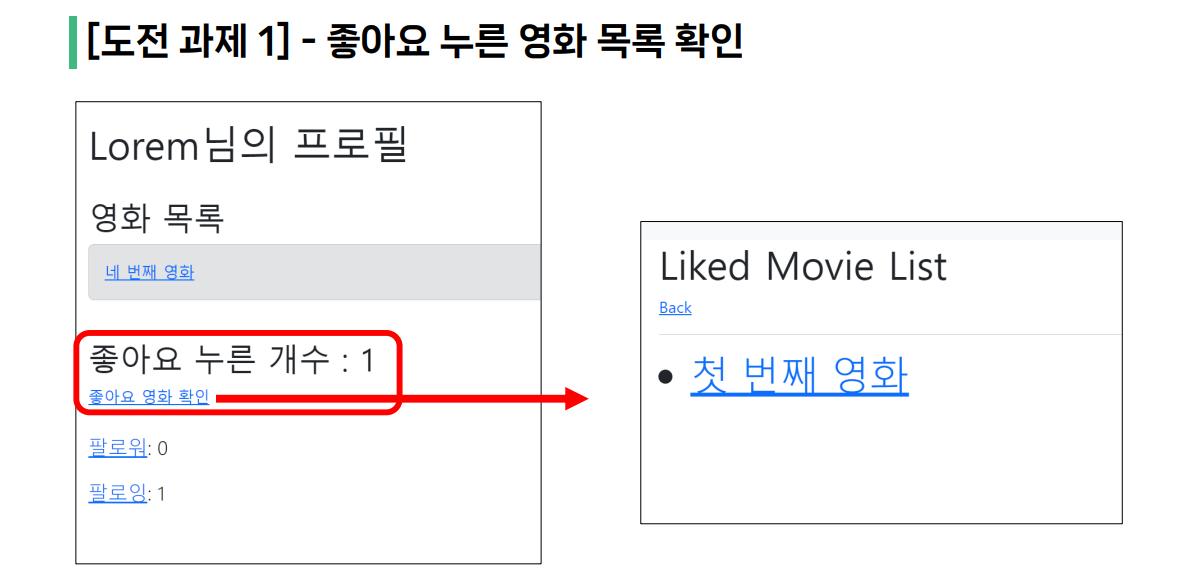 [도전 과제 1] - 좋아요 누른 영화 목록 확인
Lorem님의 프로필
영화 목록
네 번째 영화
좋아요 누른 개수 : 1
좋아요 영화 확인
팔로워: 0
팔로잉: 1
Liked Movie List
Back
첫 번째 영화